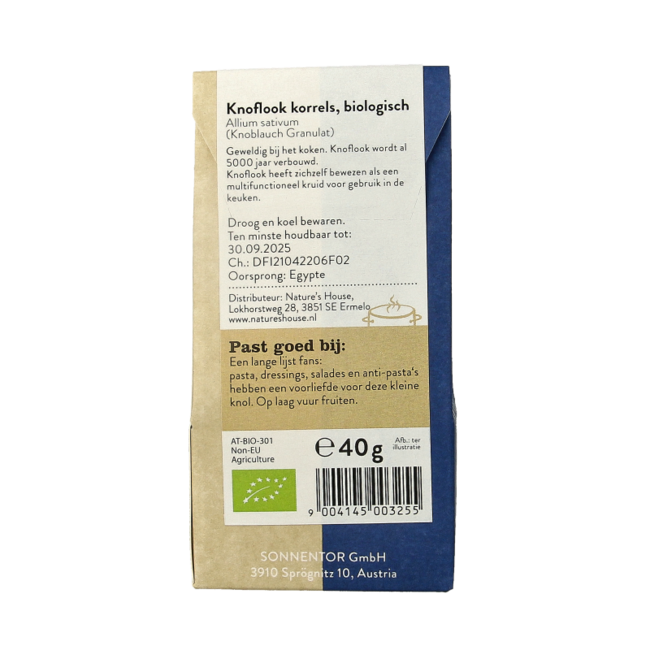 Knoflook korrels, biologisch
Allium sativum
(Knoblauch Granulat)
Geweldig bij het koken. Knoflook wordt al
5000 jaar verbouwd.
Knoflook heeft zichzelf bewezen als een
multifunctioneel kruid voor gebruik in de
keuken.
Droog en koel bewaren.
Ten minste houdbaar tot:
30.09.2025
Ch.: DFI21042206F02
Oorsprong: Egypte
Distributeur: Nature's House,
Lokhorstweg 28, 3851 SE Ermelo
www.natureshouse.nl
Past goed bij:
Een lange lijst fans:
pasta, dressings, salades en anti-pasta's
hebben een voorliefde voor deze kleine
knol. Op laag vuur fruiten.
AT-BIO-301
Non-EU
Agriculture
℮ 40g
Afb.: ter
illustratie
9 004145 003255
SONNENTOR GmbH
3910 Sprögnitz 10, Austria